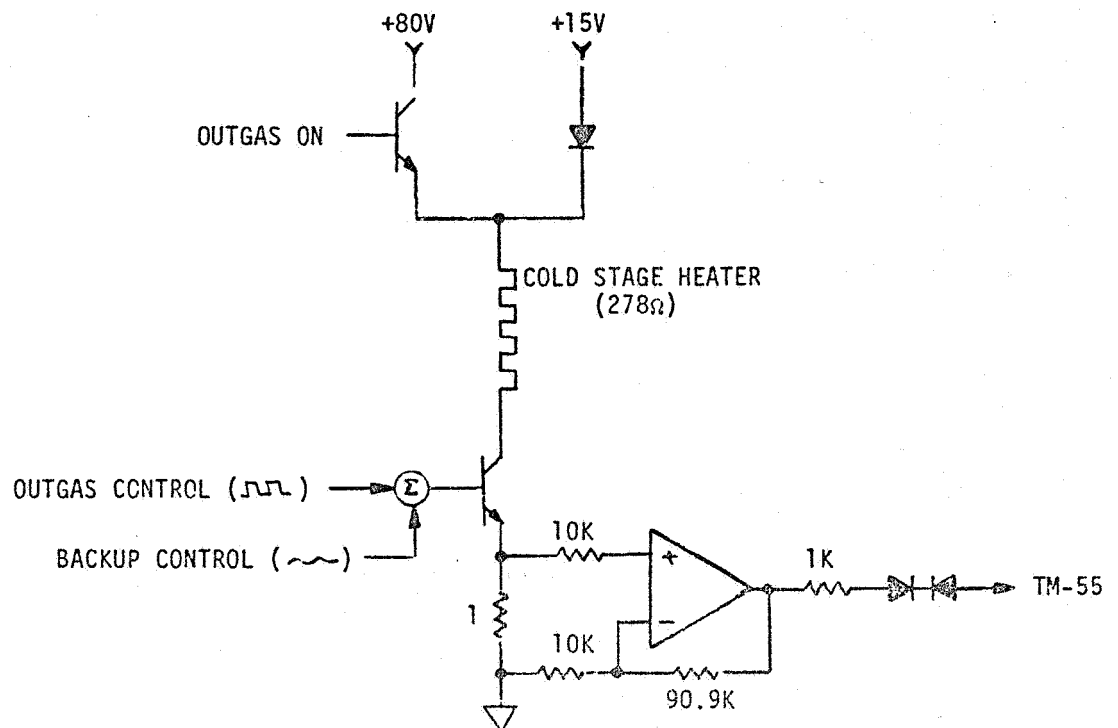 +80V
+15V
OUTGAS ON
COLD STAGE HEATER
(278Ω)
OUTGAS CONTROL
Σ
BACKUP CONTROL
10K
+
1K
TM-55
1
−
10K
90.9K